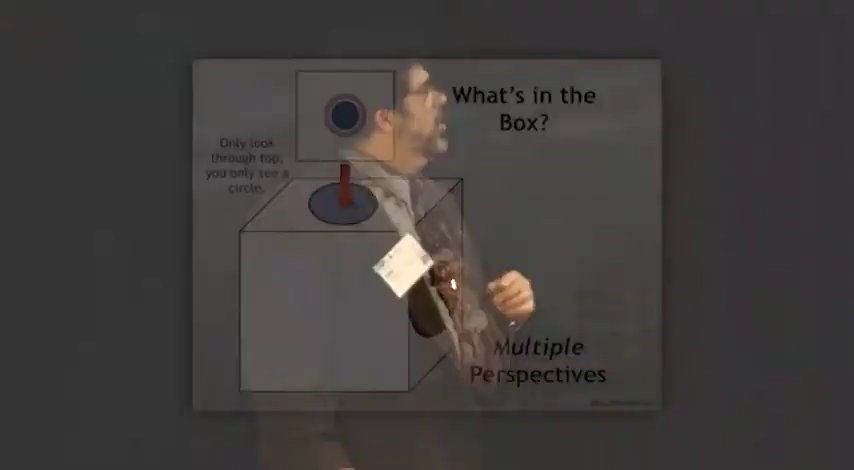 What's in the
Box?
Only look
through top,
you only see a
circle.
Multiple
Perspectives